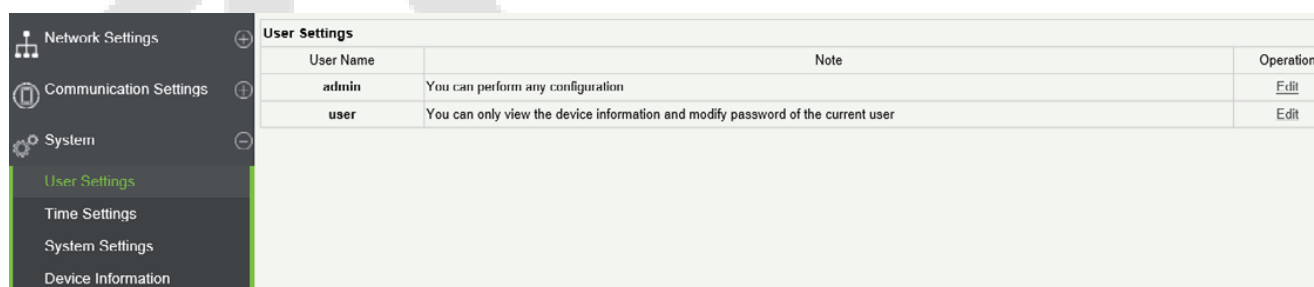 Network Settings
Communication Settings
System
User Settings
Time Settings
System Settings
Device Information
User Settings
User Name Note Operation
admin You can perform any configuration Edit
user You can only view the device information and modify password of the current user Edit